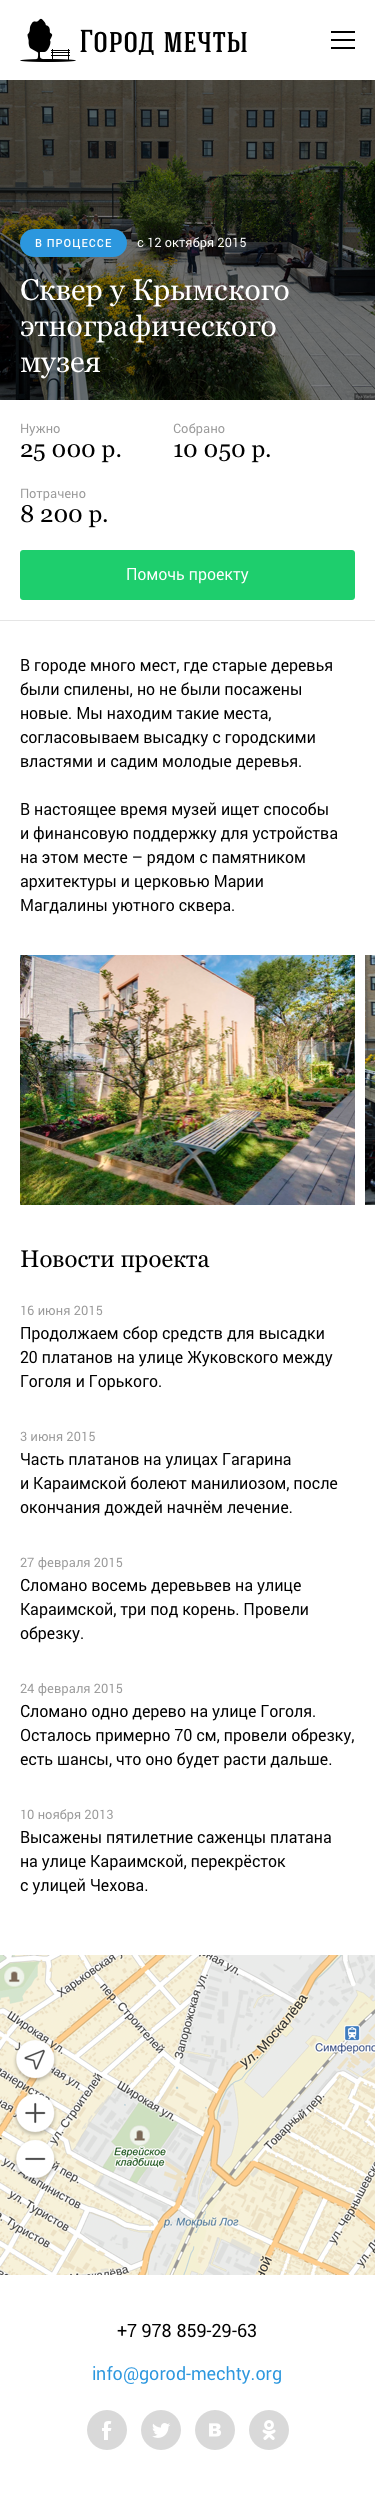 Город мечты
В ПРОЦЕССЕ с 12 октября 2015
Сквер у Крымского
этнографического
музея
Нужно Собрано
25 000 р. 10 050 р.
Потрачено
8 200 р.
Помочь проекту
В городе много мест, где старые деревья
были спилены, но не были посажены
новые. Мы находим такие места,
согласовываем высадку с городскими
властями и садим молодые деревья.
В настоящее время музей ищет способы
и финансовую поддержку для устройства
на этом месте – рядом с памятником
архитектуры и церковью Марии
Магдалины уютного сквера.
Новости проекта
16 июня 2015
Продолжаем сбор средств для высадки
20 платанов на улице Жуковского между
Гоголя и Горького.
3 июня 2015
Часть платанов на улицах Гагарина
и Караимской болеют манилиозом, после
окончания дождей начнём лечение.
27 февраля 2015
Сломано восемь деревьвев на улице
Караимской, три под корень. Провели
обрезку.
24 февраля 2015
Сломано одно дерево на улице Гоголя.
Осталось примерно 70 см, провели обрезку,
есть шансы, что оно будет расти дальше.
10 ноября 2013
Высажены пятилетние саженцы платана
на улице Караимской, перекрёсток
с улицей Чехова.
Харьковская
пер. Строителей
Запорожская ул.
ул. Москалёва
Широкая ул.
Симферопо
Широкая ул.
ул. Строителей
Товарный пер.
Еврейское
кладбище
ул. Альпинистов
ул. Туристов
Туристов
р. Мокрый Лог
ул. Чернышевско
+7 978 859-29-63
info@gorod-mechty.org